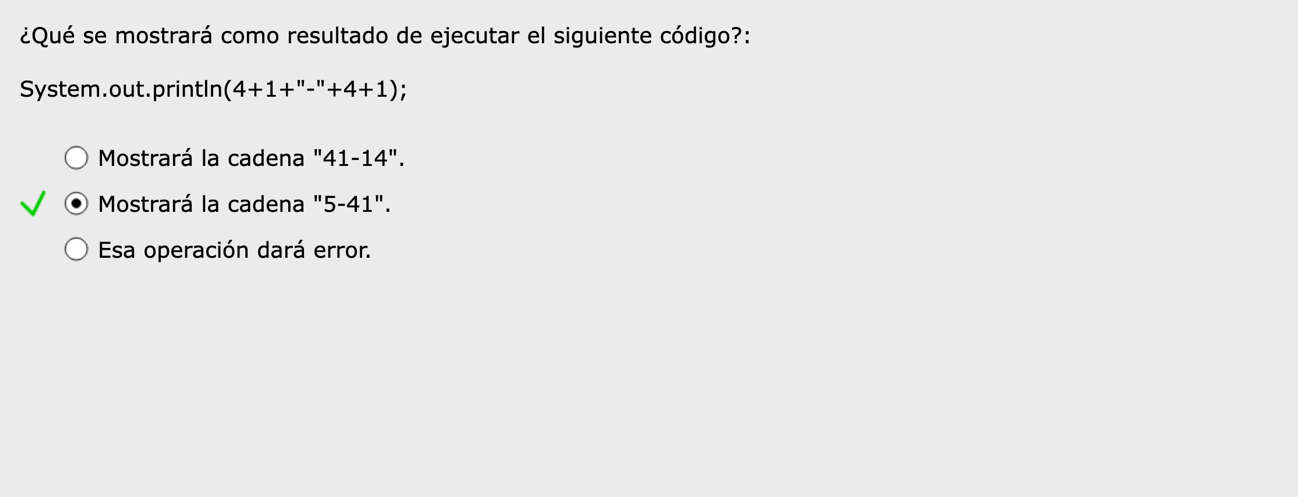 ¿Qué se mostrará como resultado de ejecutar el siguiente código?:
System.out.println(4+1+"-"+4+1);
Mostrará la cadena "41-14".
Mostrará la cadena "5-41".
Esa operación dará error.